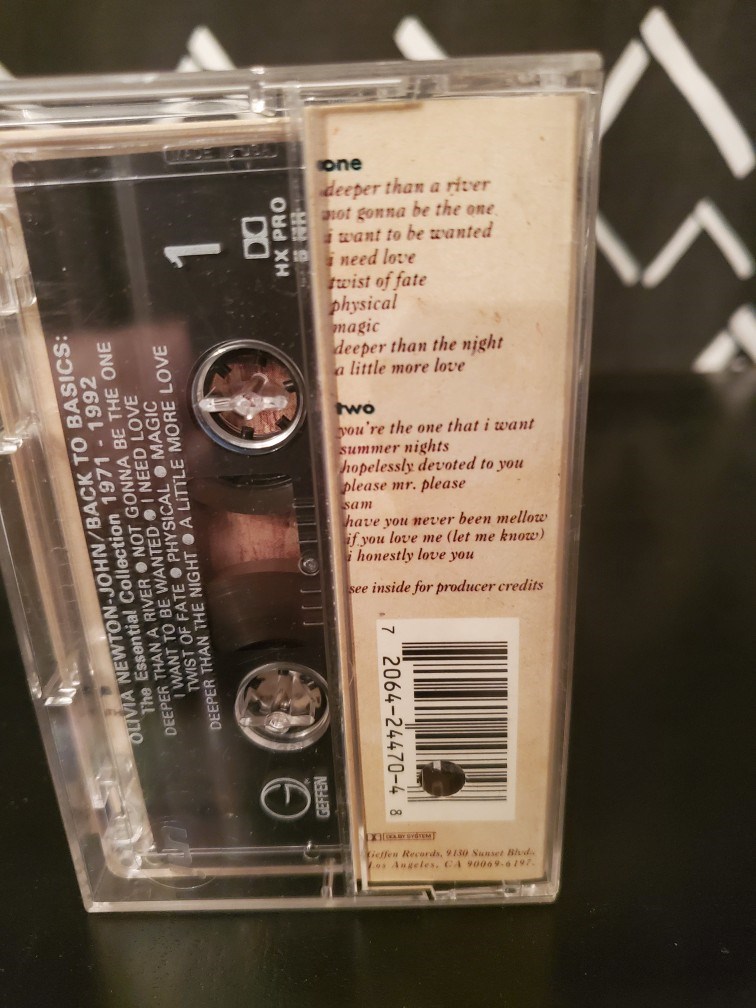 MADE IN U.S.A.
1
HX PRO
B NR
OLIVIA NEWTON-JOHN/BACK TO BASICS:
The Essential Collection 1971 - 1992
DEEPER THAN A RIVER ● NOT GONNA BE THE ONE
I WANT TO BE WANTED ● I NEED LOVE
TWIST OF FATE ● PHYSICAL ● MAGIC
DEEPER THAN THE NIGHT ● A LITTLE MORE LOVE
GEFFEN
one
deeper than a river
not gonna be the one
i want to be wanted
i need love
twist of fate
physical
magic
deeper than the night
a little more love
two
you're the one that i want
summer nights
hopelessly devoted to you
please mr. please
sam
have you never been mellow
if you love me (let me know)
i honestly love you
see inside for producer credits
7 2064-24470-4 8
DOLBY SYSTEM
Geffen Records, 9130 Sunset Blvd.
Los Angeles, CA 90069-6197.